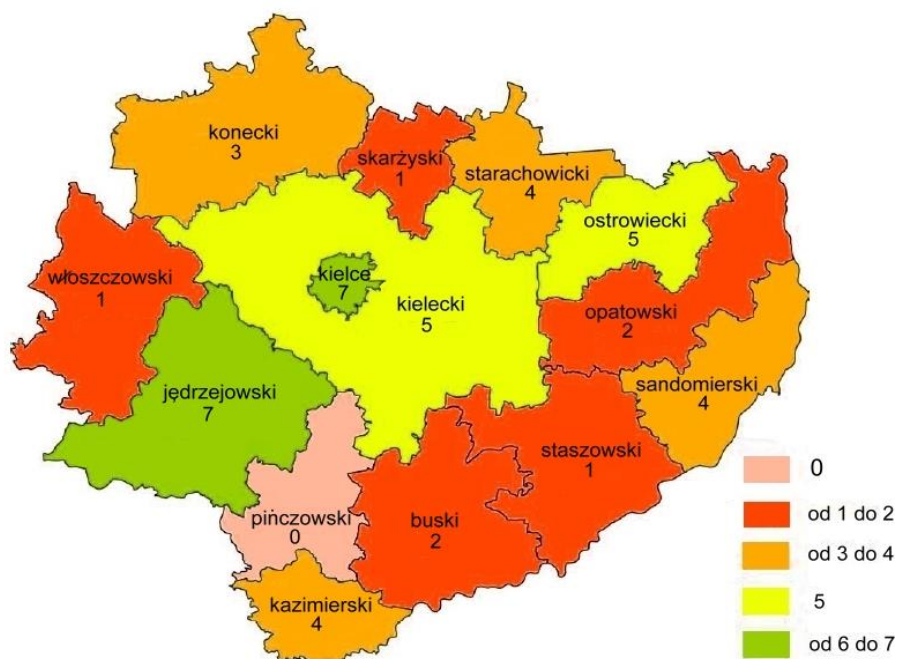 konecki
3
skarżyski
1
starachowicki
4
ostrowiecki
5
włoszczowski
1
kielce
7
kielecki
5
opatowski
2
jędrzejowski
7
sandomierski
4
staszowski
1
pińczowski
0
buski
2
kazimierski
4
0
od 1 do 2
od 3 do 4
5
od 6 do 7